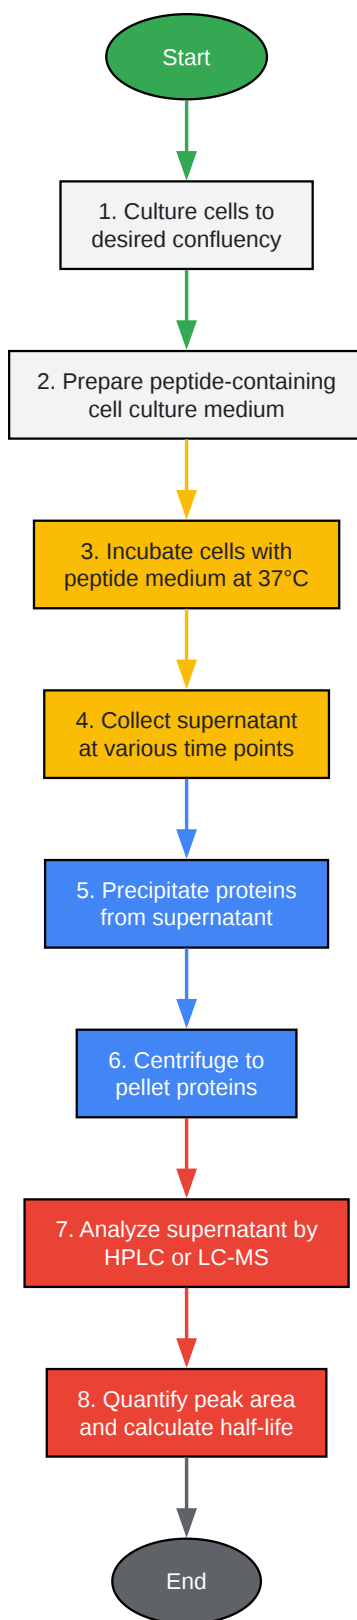 Start
1. Culture cells to
desired confluency
2. Prepare peptide-containing
cell culture medium
3. Incubate cells with
peptide medium at 37°C
4. Collect supernatant
at various time points
5. Precipitate proteins
from supernatant
6. Centrifuge to
pellet proteins
7. Analyze supernatant by
HPLC or LC-MS
8. Quantify peak area
and calculate half-life
End